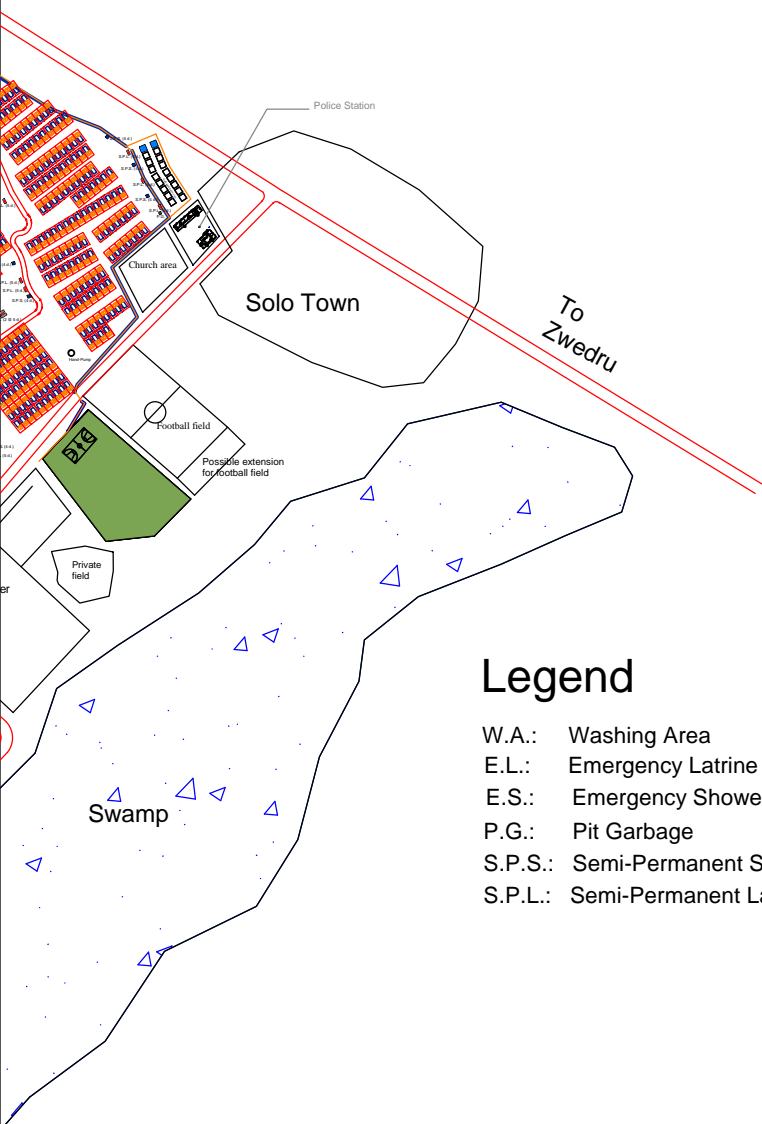 Police Station
Church area
Solo Town
To
Zwedru
Hand-Pump
Football field
Possible extension
for football field
Private
field
er
Swamp
Legend
W.A.: Washing Area
E.L.: Emergency Latrine
E.S.: Emergency Showe
P.G.: Pit Garbage
S.P.S.: Semi-Permanent S
S.P.L.: Semi-Permanent La